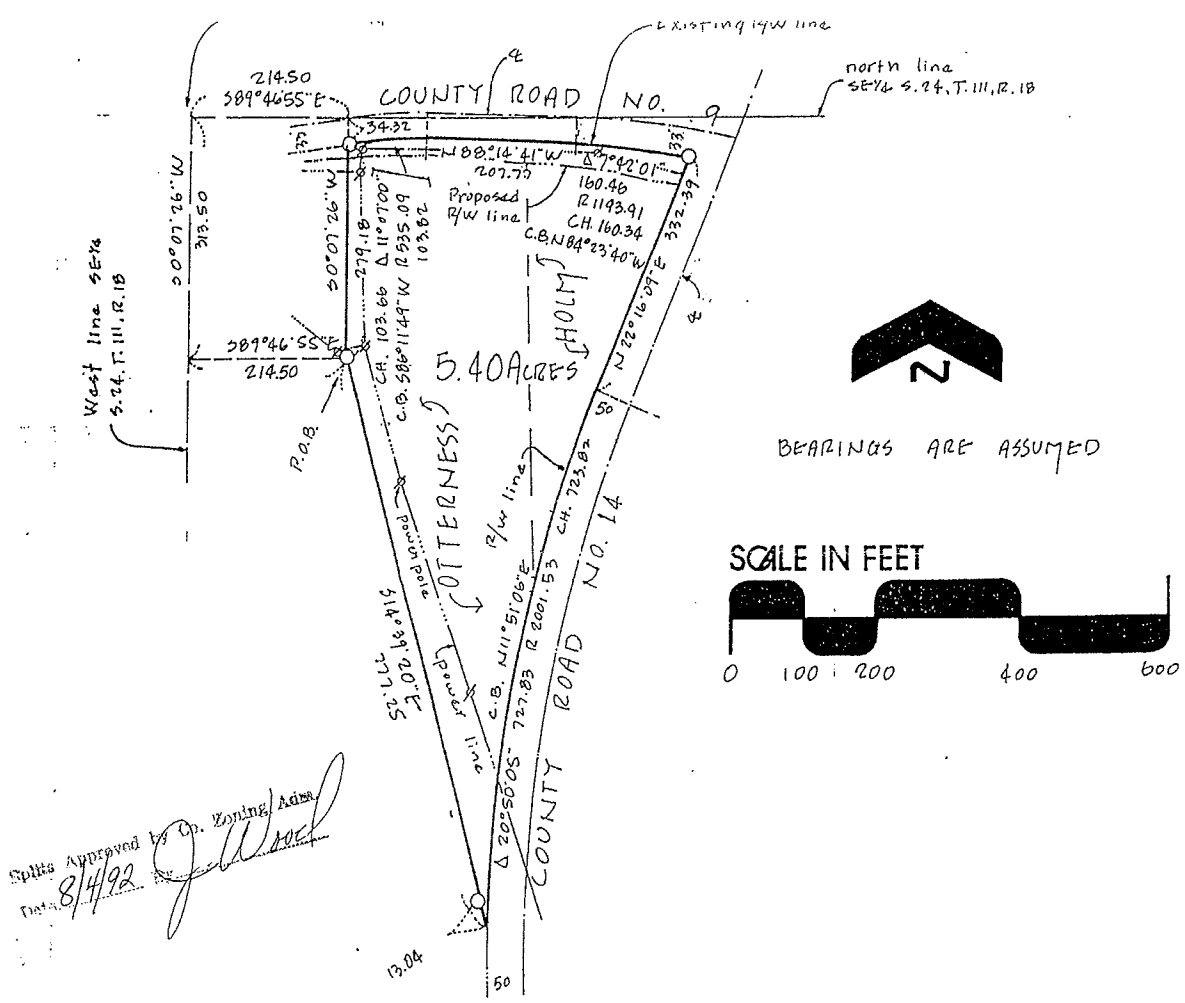 Existing R/W line
214.50
S89°46'55"E
COUNTY ROAD NO. 9
north line
SE¼ S.24, T.111, R.18
34.32
33
33
N88°14'41"W
207.77
Δ 7°42'01"
160.46
R 1193.91
CH. 160.34
C.B. N84°23'40"W
Proposed
R/W line
S0°07'26"W
313.50
S0°07'26"W
279.18
CH. 103.66 Δ 11°07'00"
C.B. S86°11'49"W R 535.09
103.82
332.39
N 22°16'09"E
HOLM
West line SE¼
S.24, T.111, R.18
S89°46'55"E
214.50
5.40 ACRES
P.O.B.
50
N
BEARINGS ARE ASSUMED
OTTERNESS
R/W line
CH. 723.82
power pole
C.B. N11°51'06"E
R 2001.53
727.83
Δ 20°50'05"
COUNTY ROAD NO. 14
S14°39'20"E
777.25
power line
SCALE IN FEET
0 100 200 400 600
Splits Approved by Co. Zoning Adm.
Date 8/4/92 By J Wood
13.04
50